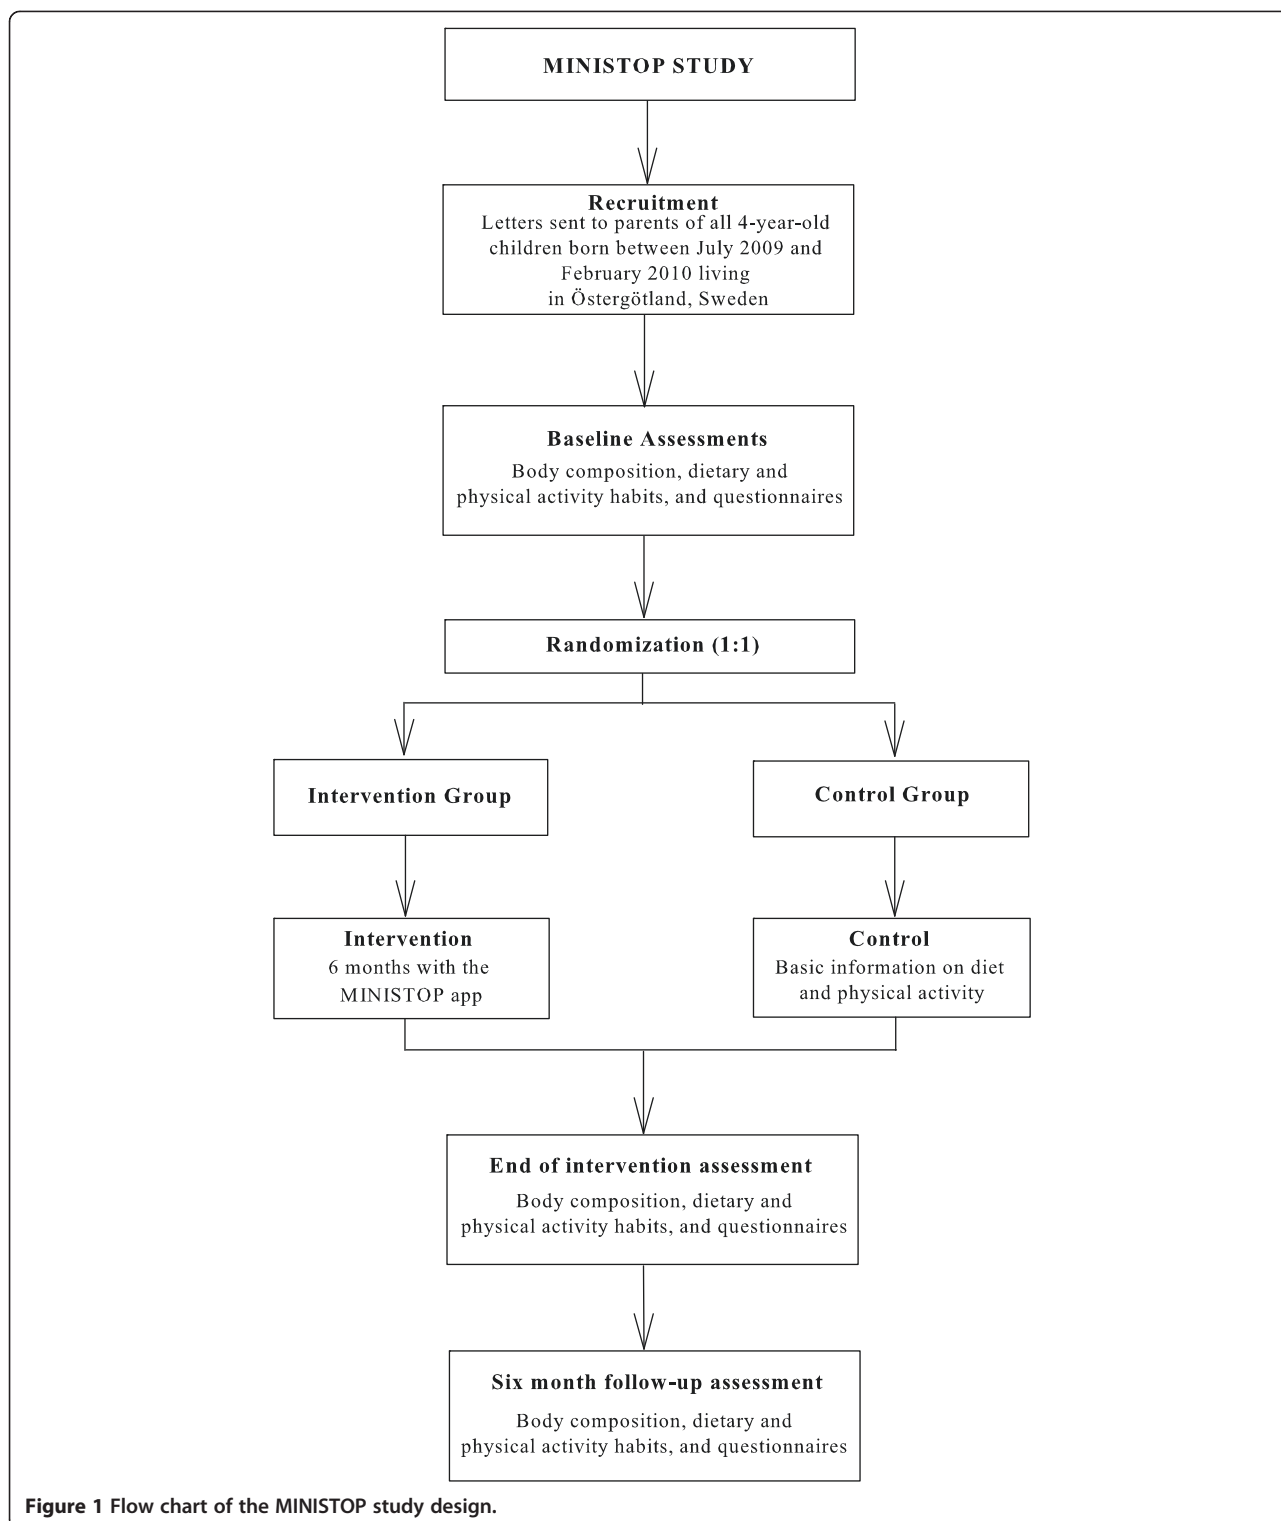 MINISTOP STUDY
Recruitment
Letters sent to parents of all 4-year-old
children born between July 2009 and
February 2010 living
in Östergötland, Sweden
Baseline Assessments
Body composition, dietary and
physical activity habits, and questionnaires
Randomization (1:1)
Intervention Group
Control Group
Intervention
6 months with the
MINISTOP app
Control
Basic information on diet
and physical activity
End of intervention assessment
Body composition, dietary and
physical activity habits, and questionnaires
Six month follow-up assessment
Body composition, dietary and
physical activity habits, and questionnaires
Figure 1 Flow chart of the MINISTOP study design.